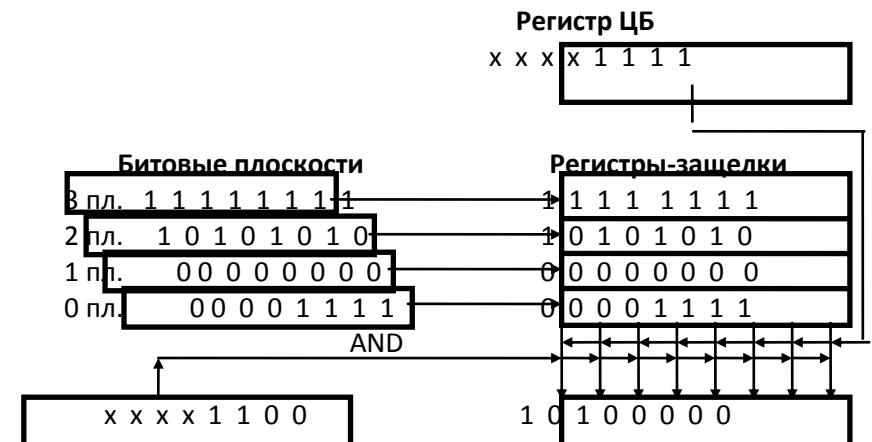 Регистр ЦБ
x x x x 1 1 1 1
Битовые плоскости Регистры-защелки
3 пл. 1 1 1 1 1 1 1 1 1 1 1 1 1 1 1 1
2 пл. 1 0 1 0 1 0 1 0 1 0 1 0 1 0 1 0
1 пл. 0 0 0 0 0 0 0 0 0 0 0 0 0 0 0 0
0 пл. 0 0 0 0 1 1 1 1 0 0 0 0 1 1 1 1
AND
x x x x 1 1 0 0 1 0 1 0 0 0 0 0